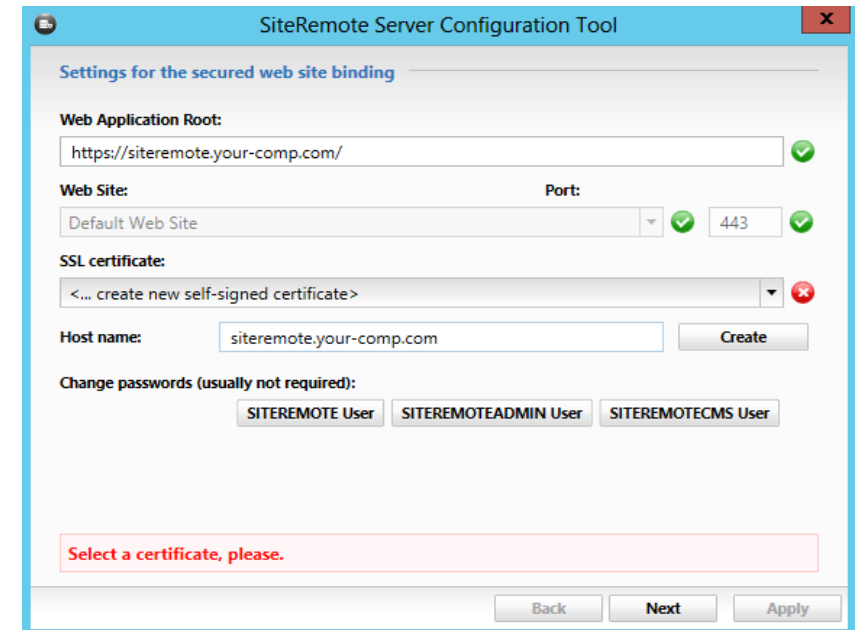 SiteRemote Server Configuration Tool
x
Settings for the secured web site binding
Web Application Root:
https://siteremote.your-comp.com/
Web Site: Port:
Default Web Site 443
SSL certificate:
<... create new self-signed certificate>
Host name: siteremote.your-comp.com Create
Change passwords (usually not required):
SITEREMOTE User SITEREMOTEADMIN User SITEREMOTECMS User
Select a certificate, please.
Back Next Apply